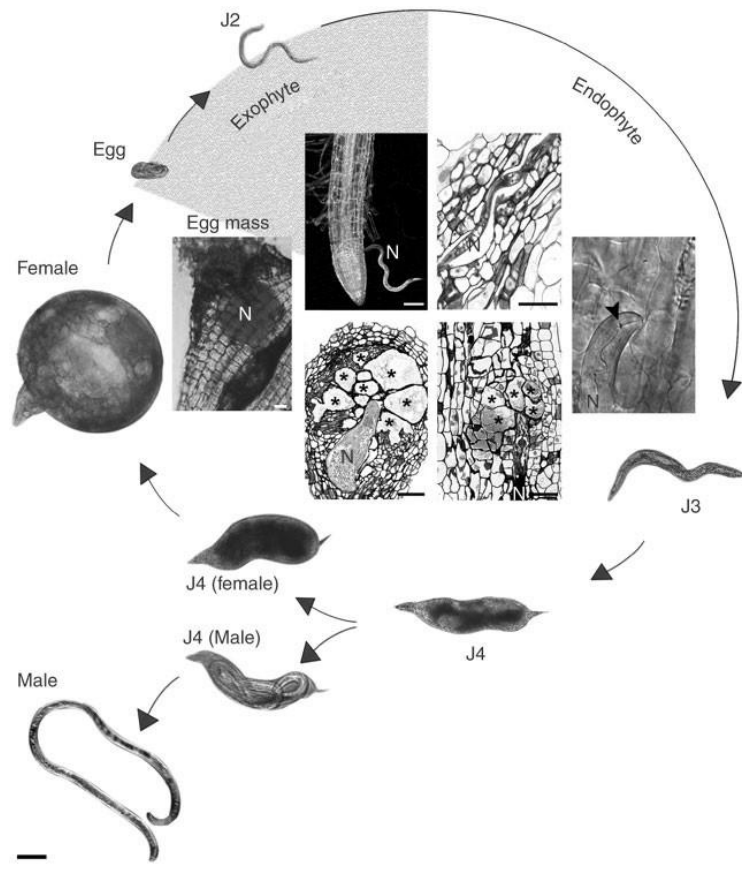 J2
Exophyte
Endophyte
Egg
Egg mass
Female
N
N
N
N
* * * * * * *
* * * * *
N
N
J3
J4 (female)
J4 (Male)
J4
Male